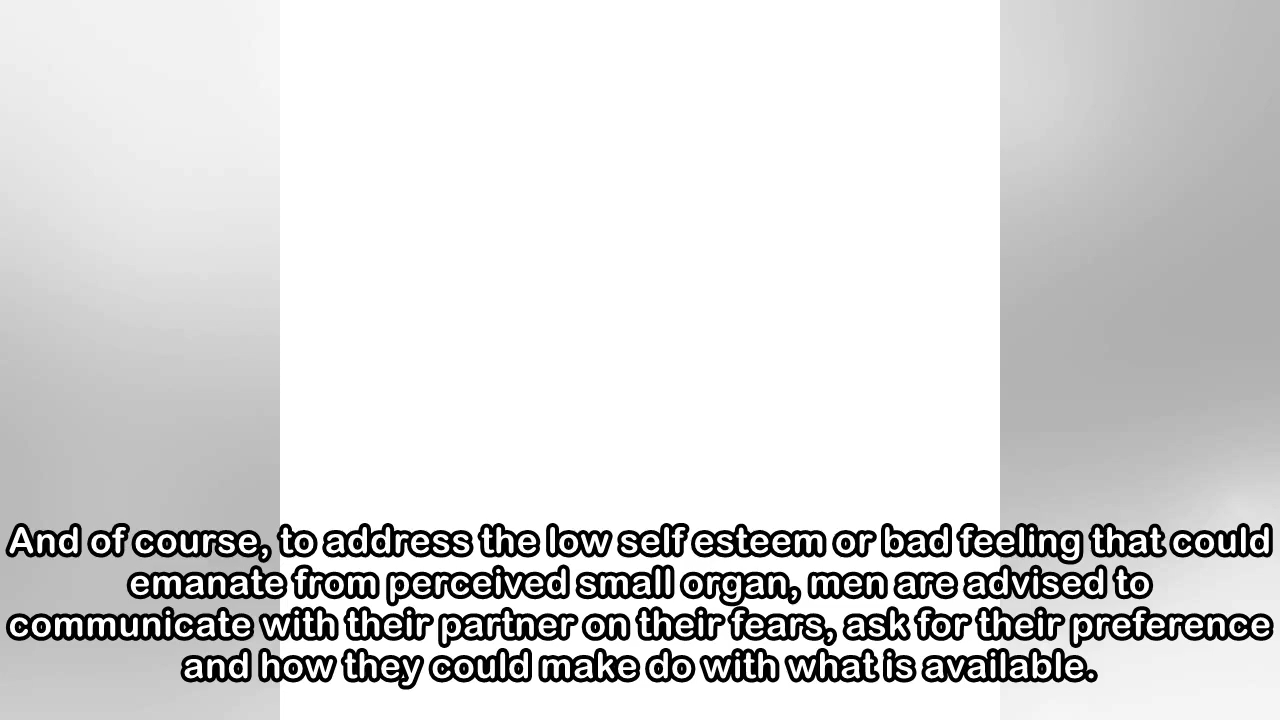 And of course, to address the low self esteem or bad feeling that could
emanate from perceived small organ, men are advised to
communicate with their partner on their fears, ask for their preference
and how they could make do with what is available.